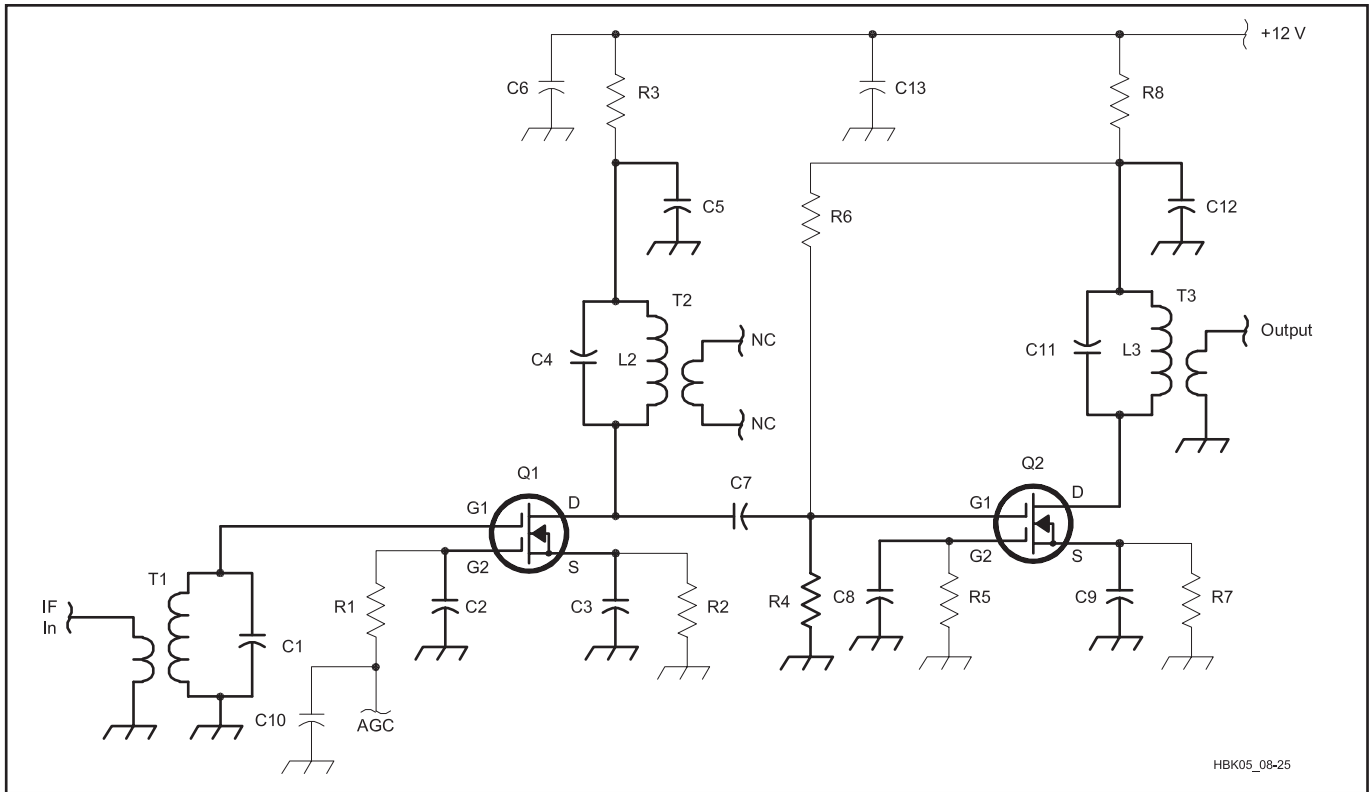 +12 V
C6
R3
C13
R8
C5
R6
C12
T2
T3
NC
Output
C4
L2
C11
L3
NC
Q1
C7
Q2
G1
D
G1
D
G2
S
G2
S
T1
IF
In
C1
R1
C2
C3
R2
R4
C8
R5
C9
R7
C10
AGC
HBK05_08-25